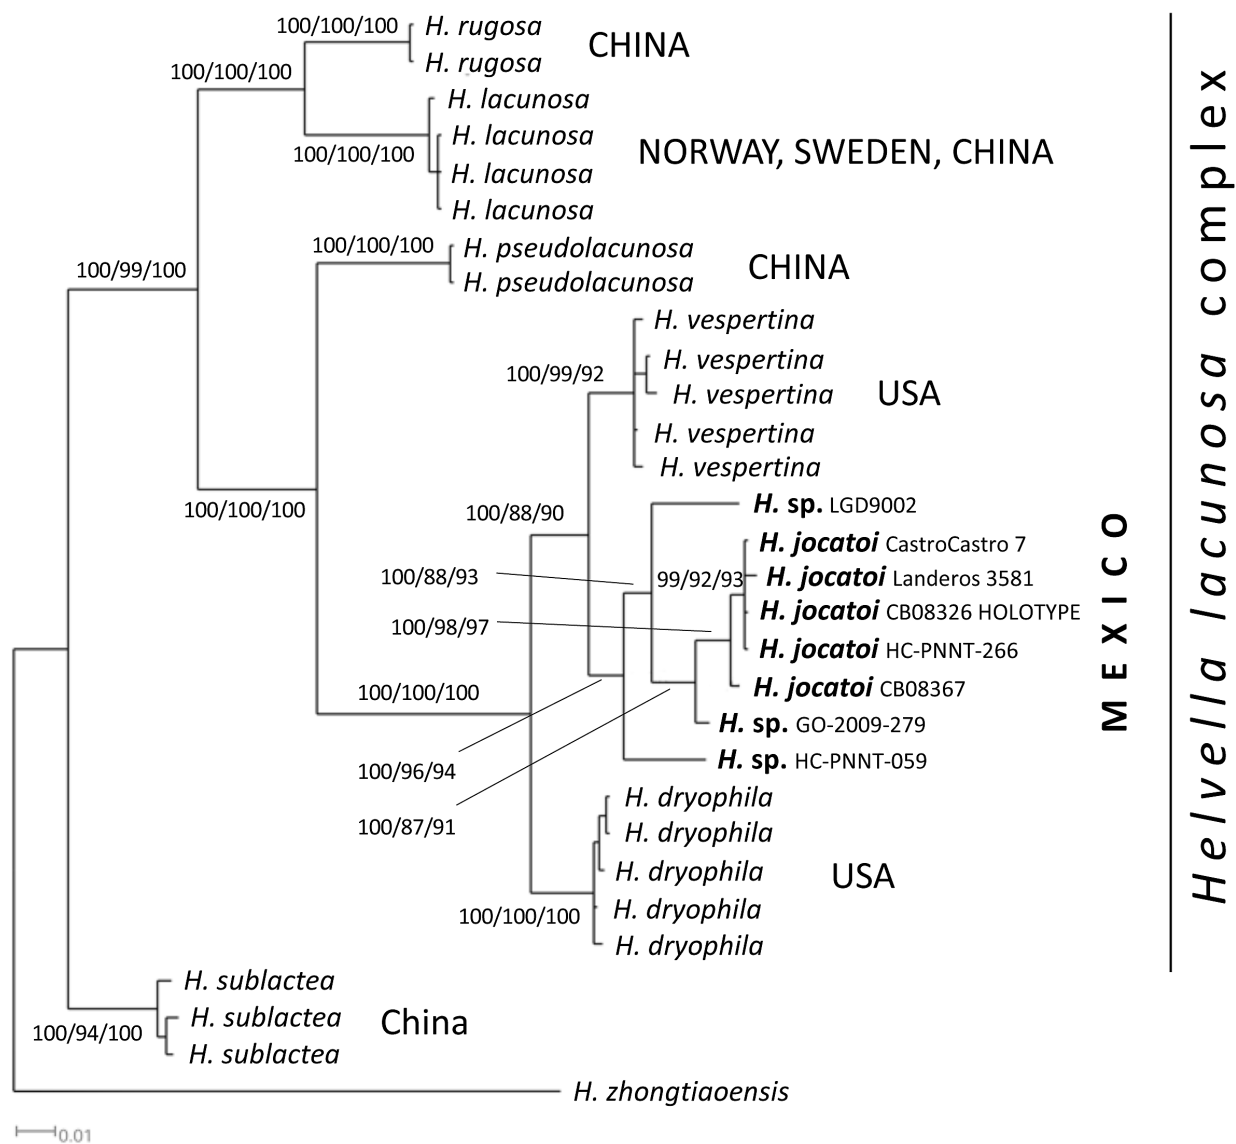 100/100/100
H. rugosa
CHINA
H. rugosa
100/100/100
H. lacunosa
H. lacunosa
100/100/100
NORWAY, SWEDEN, CHINA
H. lacunosa
H. lacunosa
100/100/100
H. pseudolacunosa
CHINA
H. pseudolacunosa
100/99/100
H. vespertina
H. vespertina
100/99/92
H. vespertina
USA
H. vespertina
H. vespertina
100/100/100
100/88/90
H. sp. LGD9002
H. jocatoi CastroCastro 7
100/88/93
99/92/93
H. jocatoi Landeros 3581
H. jocatoi CB08326 HOLOTYPE
100/98/97
H. jocatoi HC-PNNT-266
H. jocatoi CB08367
100/100/100
H. sp. GO-2009-279
H. sp. HC-PNNT-059
MEXICO
100/96/94
100/87/91
H. dryophila
H. dryophila
H. dryophila
USA
H. dryophila
100/100/100
H. dryophila
Helvella lacunosa complex
H. sublactea
H. sublactea
China
100/94/100
H. sublactea
H. zhongtiaoensis
0.01